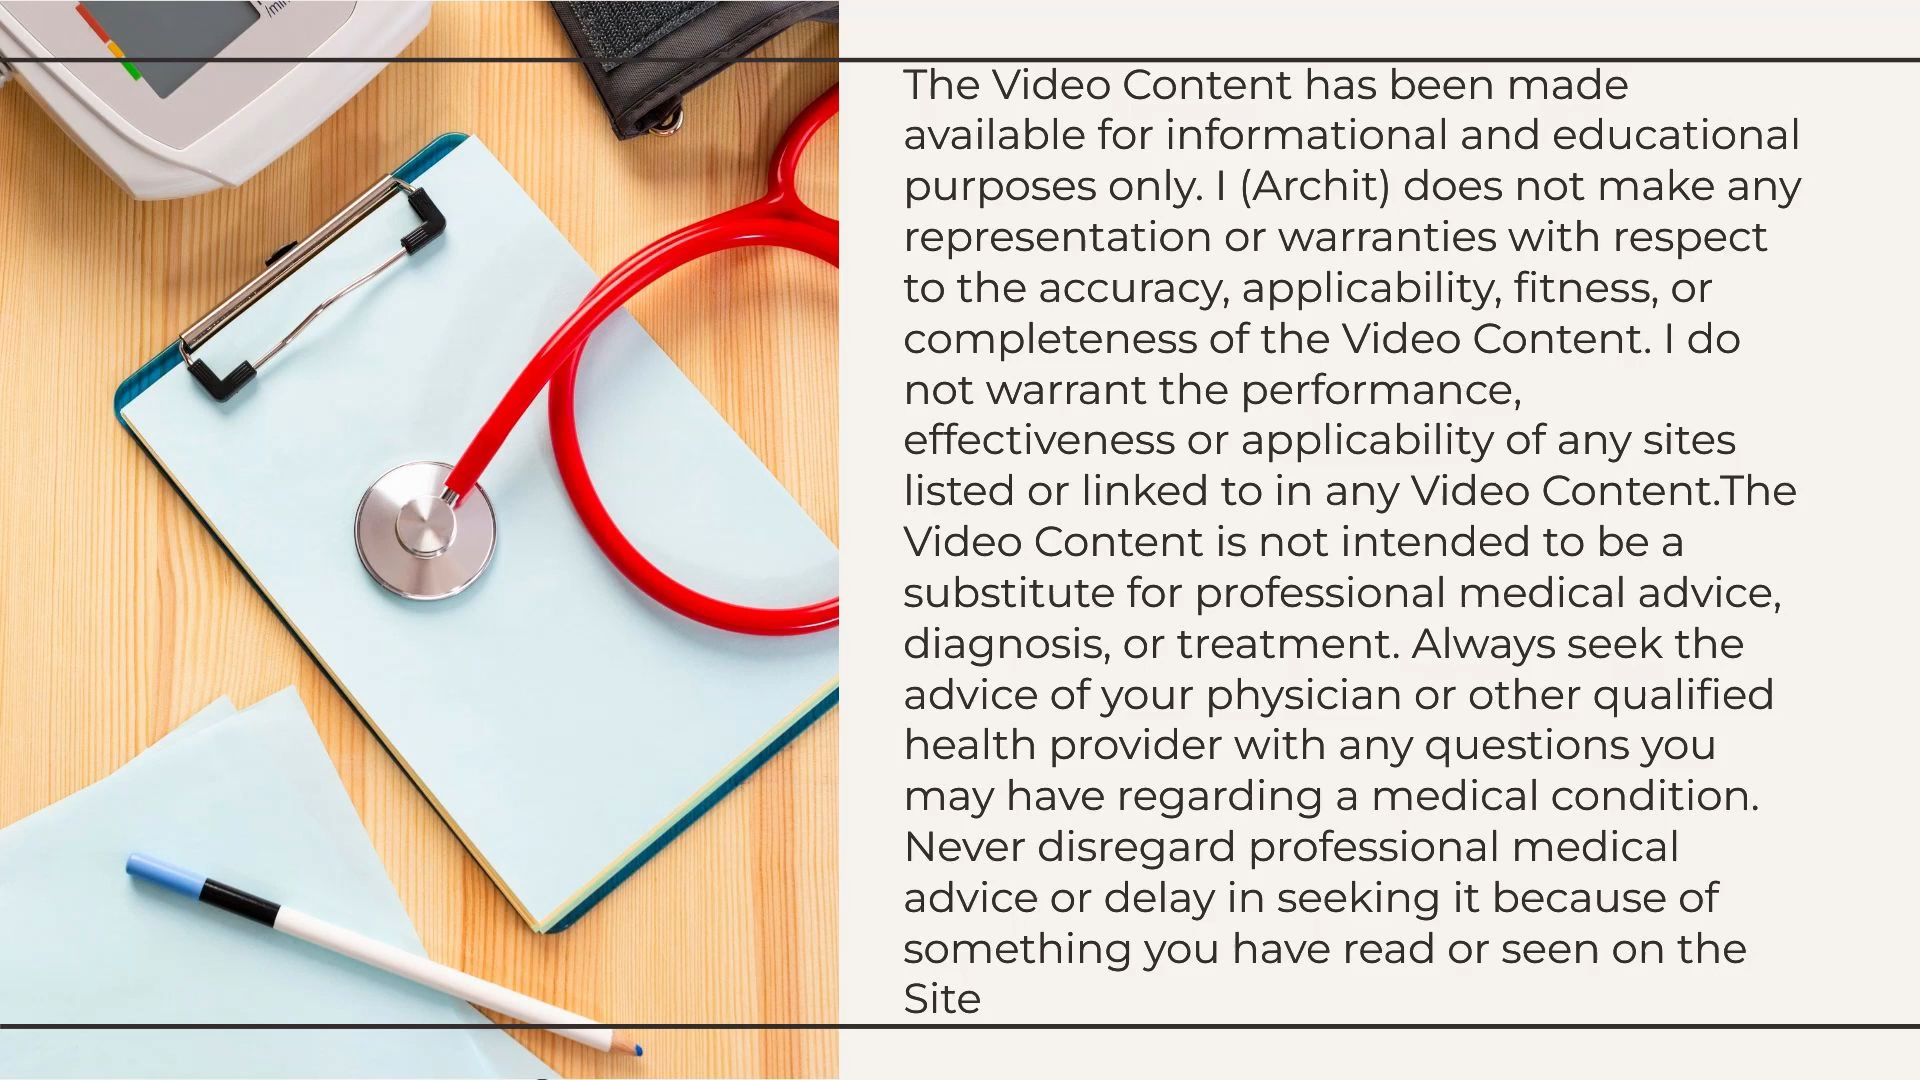 /min
The Video Content has been made
available for informational and educational
purposes only. I (Archit) does not make any
representation or warranties with respect
to the accuracy, applicability, fitness, or
completeness of the Video Content. I do
not warrant the performance,
effectiveness or applicability of any sites
listed or linked to in any Video Content.The
Video Content is not intended to be a
substitute for professional medical advice,
diagnosis, or treatment. Always seek the
advice of your physician or other qualified
health provider with any questions you
may have regarding a medical condition.
Never disregard professional medical
advice or delay in seeking it because of
something you have read or seen on the
Site